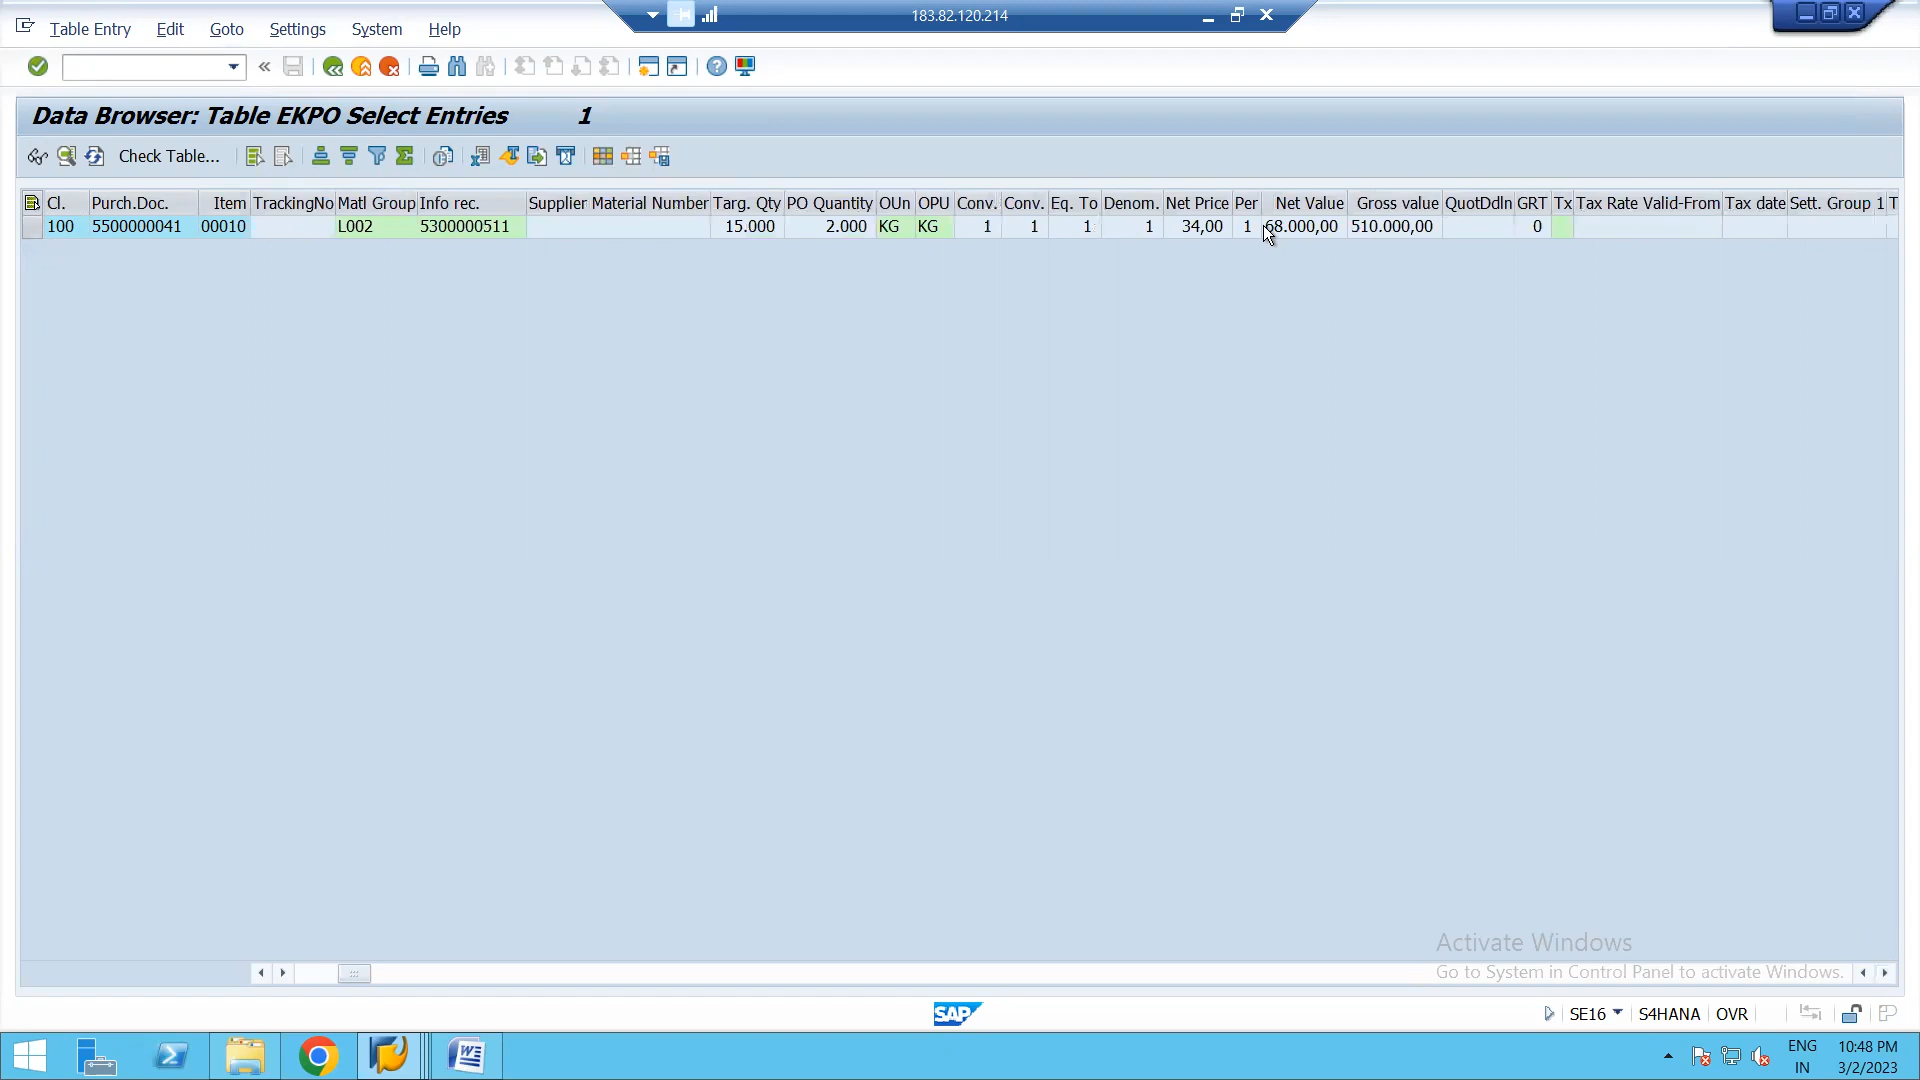 183.82.120.214
Table Entry Edit Goto Settings System Help
Data Browser: Table EKPO Select Entries 1
Check Table...
Cl. Purch.Doc. Item TrackingNo Matl Group Info rec. Supplier Material Number Targ. Qty PO Quantity OUn OPU Conv. Conv. Eq. To Denom. Net Price Per Net Value Gross value QuotDdln GRT Tx Tax Rate Valid-From Tax date Sett. Group 1 T
100 5500000041 00010 L002 5300000511 15.000 2.000 KG KG 1 1 1 1 34,00 1 68.000,00 510.000,00 0
Activate Windows
Go to System in Control Panel to activate Windows.
SAP
SE16 S4HANA OVR
ENG 10:48 PM
IN 3/2/2023